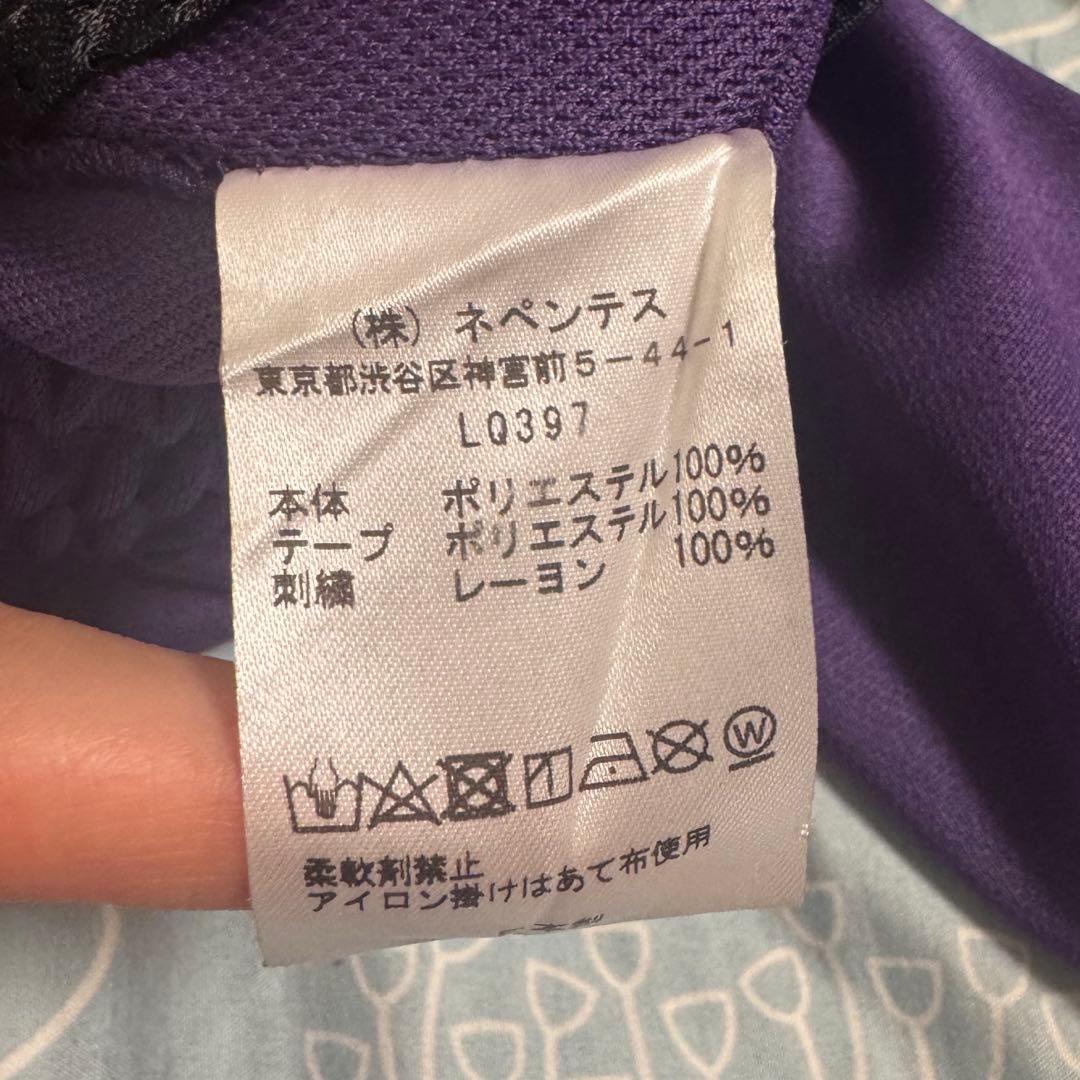 (株) ネペンテス
東京都渋谷区神宮前5-44-1
LQ397
本体 ポリエステル100%
テープ ポリエステル100%
刺繍 レーヨン 100%
W
柔軟剤禁止
アイロン掛けはあて布使用